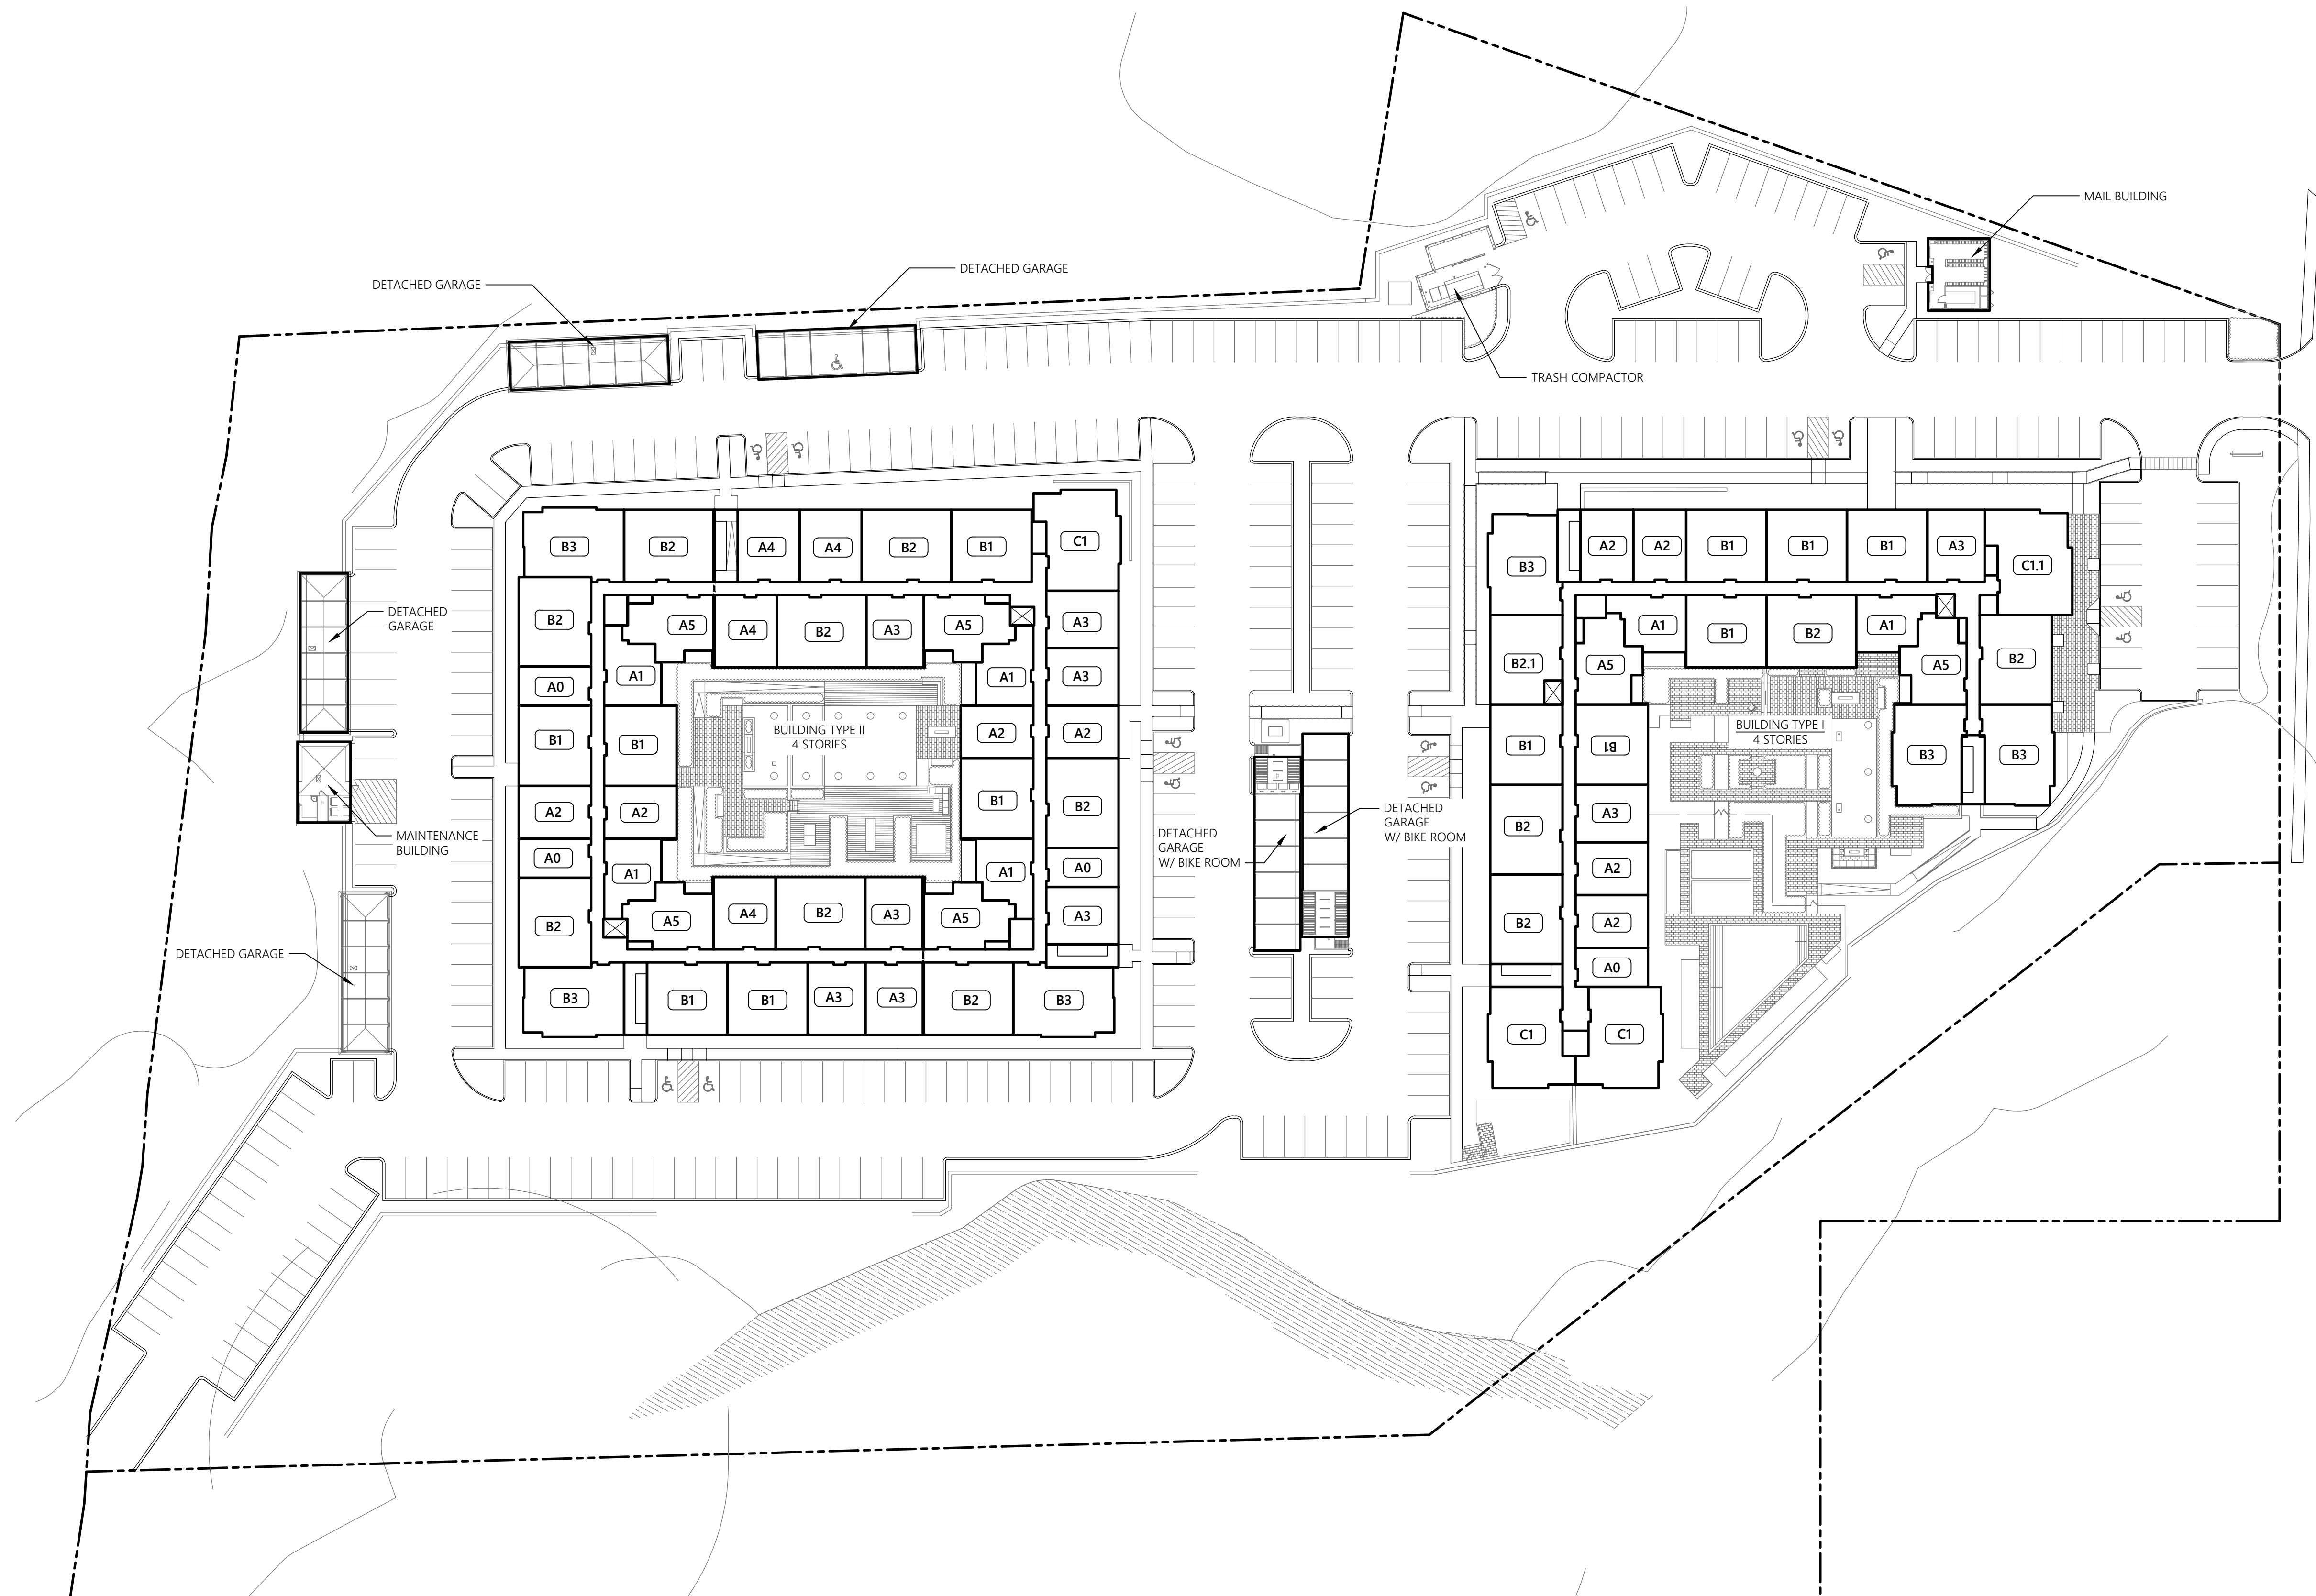 MAIL BUILDING
DETACHED GARAGE
DETACHED GARAGE
TRASH COMPACTOR
B3
B2
A4
A4
B2
B1
C1
B2
A5
A4
B2
A3
A5
A3
A0
A1
A1
A3
B1
B1
A2
A2
A2
A2
B1
B2
A0
A1
A1
A0
B2
A5
A4
B2
A3
A5
A3
B3
B1
B1
A3
A3
B2
B3
BUILDING TYPE II
4 STORIES
DETACHED
GARAGE
MAINTENANCE
BUILDING
DETACHED GARAGE
DETACHED
GARAGE
W/ BIKE ROOM
DETACHED
GARAGE
W/ BIKE ROOM
B3
A2
A2
B1
B1
B1
A3
C1.1
A1
B1
B2
A1
B2.1
A5
A5
B2
B1
B1
B3
B3
B2
A3
A2
B2
A2
A0
C1
C1
BUILDING TYPE I
4 STORIES